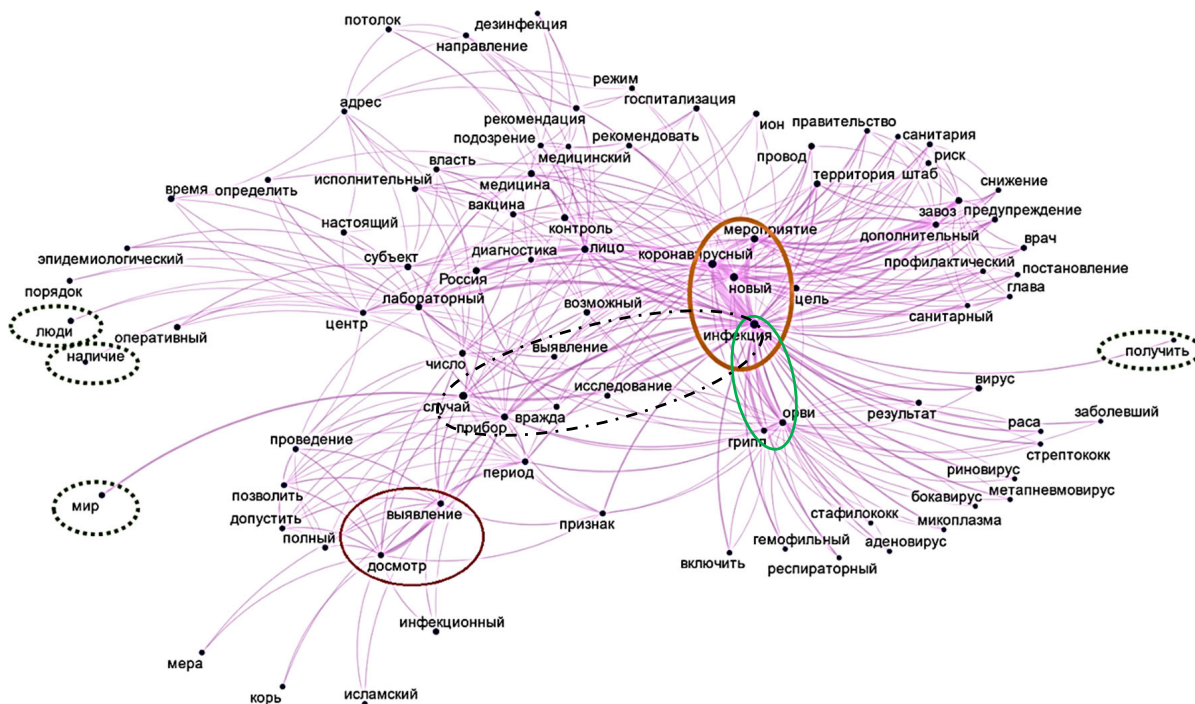 дезинфекция
потолок
направление
режим
адрес
госпитализация
рекомендация
ион
правительство
санитария
подозрение
рекомендовать
медицинский
провод
риск
власть
территория
штаб
снижение
время
определить
исполнительный
медицина
вакцина
завоз
предупреждение
настоящий
контроль
мероприятие
дополнительный
диагностика
лицо
врач
эпидемиологический
субъект
коронавирусный
профилактический
постановление
Россия
новый
порядок
лабораторный
возможный
цель
глава
люди
оперативный
центр
санитарный
инфекция
наличие
выявление
получить
число
исследование
вирус
случай
вражда
орви
результат
заболевший
прибор
раса
проведение
грипп
стрептококк
период
риновирус
позволить
мир
бокавирус
метапневмовирус
допустить
выявление
признак
стафилококк
микоплазма
полный
гемофильный
аденовирус
досмотр
включить
респираторный
инфекционный
мера
корь
исламский